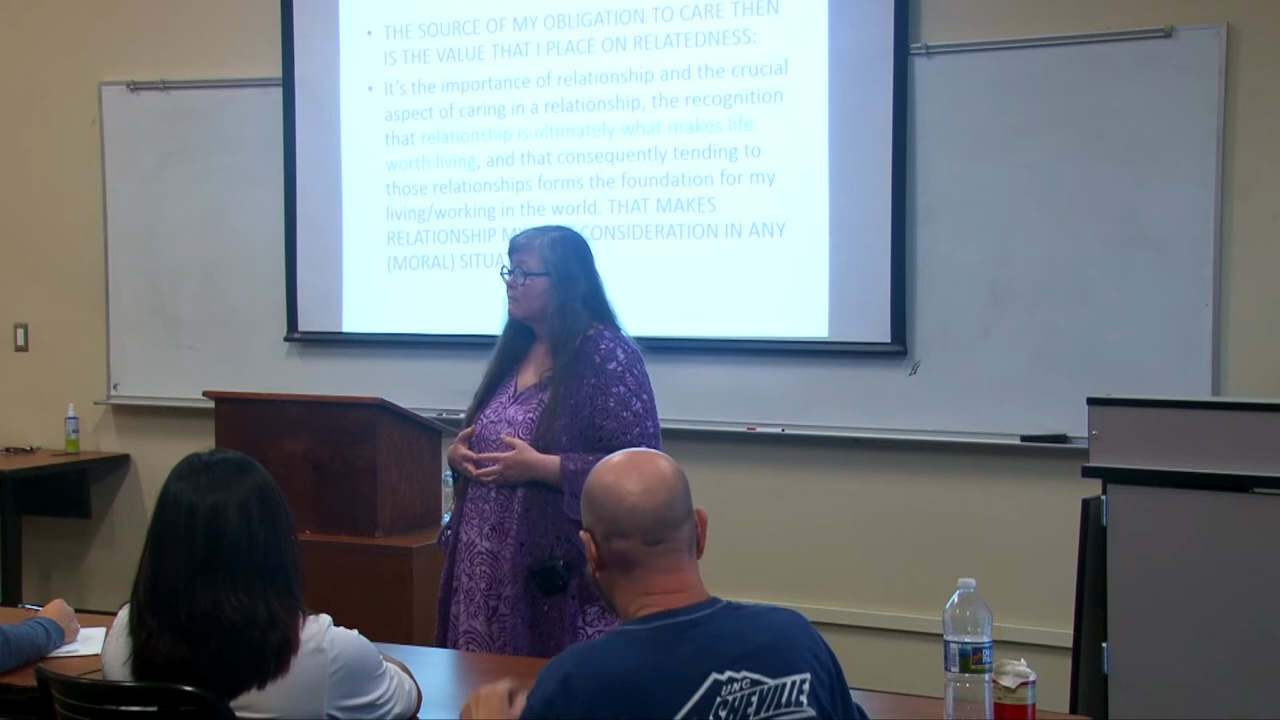 • THE SOURCE OF MY OBLIGATION TO CARE THEN
IS THE VALUE THAT I PLACE ON RELATEDNESS:
• It's the importance of relationship and the crucial
aspect of caring in a relationship, the recognition
that relationship is ultimately what makes life
worth living, and that consequently tending to
those relationships forms the foundation for my
living/working in the world. THAT MAKES
RELATIONSHIP CONSIDERATION IN ANY
(MORAL)
UNC
ASHEVILLE